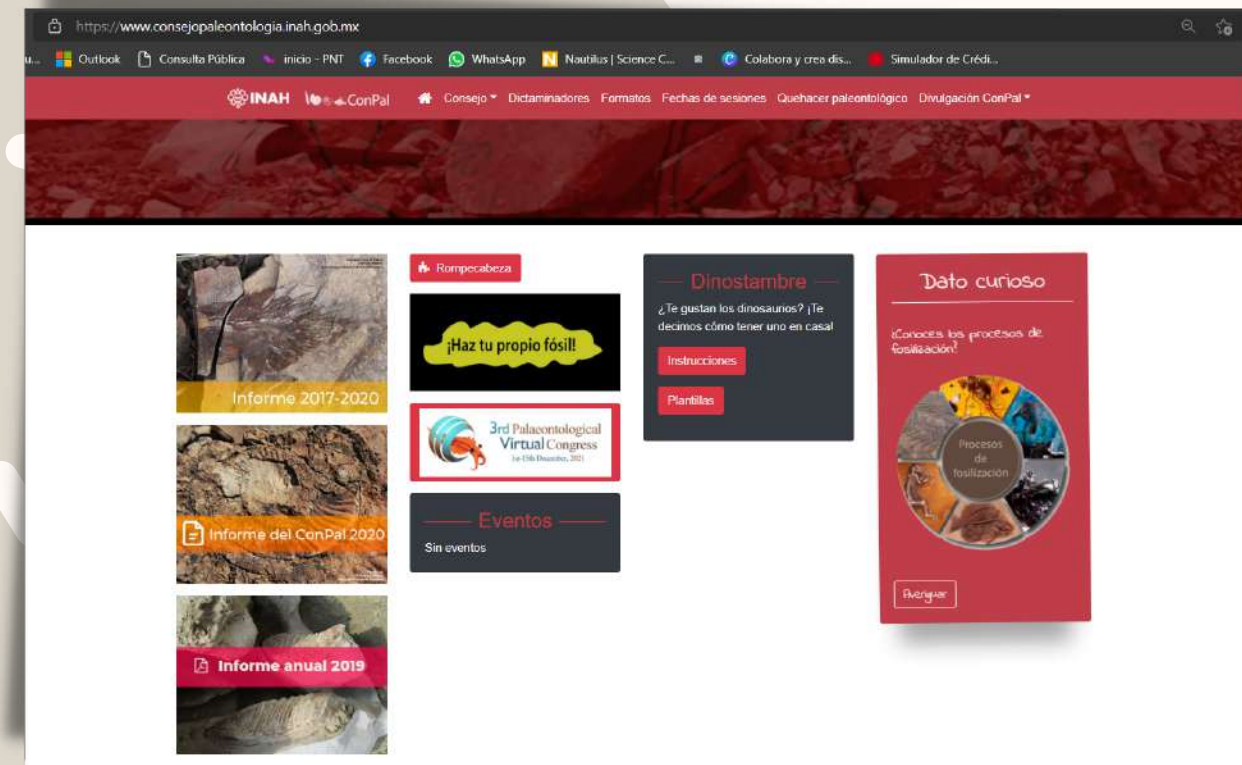 https://www.consejopaleontologia.inah.gob.mx
Outlook Consulta Pública inicio - PNT Facebook WhatsApp Nautilus | Science C... Colabora y crea dis... Simulador de Crédi...
INAH ConPal Consejo Dictaminadores Formatos Fechas de sesiones Quehacer paleontológico Divulgación ConPal
Informe 2017-2020
Informe del ConPal 2020
Informe anual 2019
Rompecabeza
¡Haz tu propio fósil!
3rd Palaeontological
Virtual Congress
1st-15th December, 2021
Eventos
Sin eventos
Dinostambre
¿Te gustan los dinosaurios? ¡Te
decimos cómo tener uno en casa!
Instrucciones
Plantillas
Dato curioso
¿Conoces los procesos de
fosilización?
Procesos
de
fosilización
Averiguar